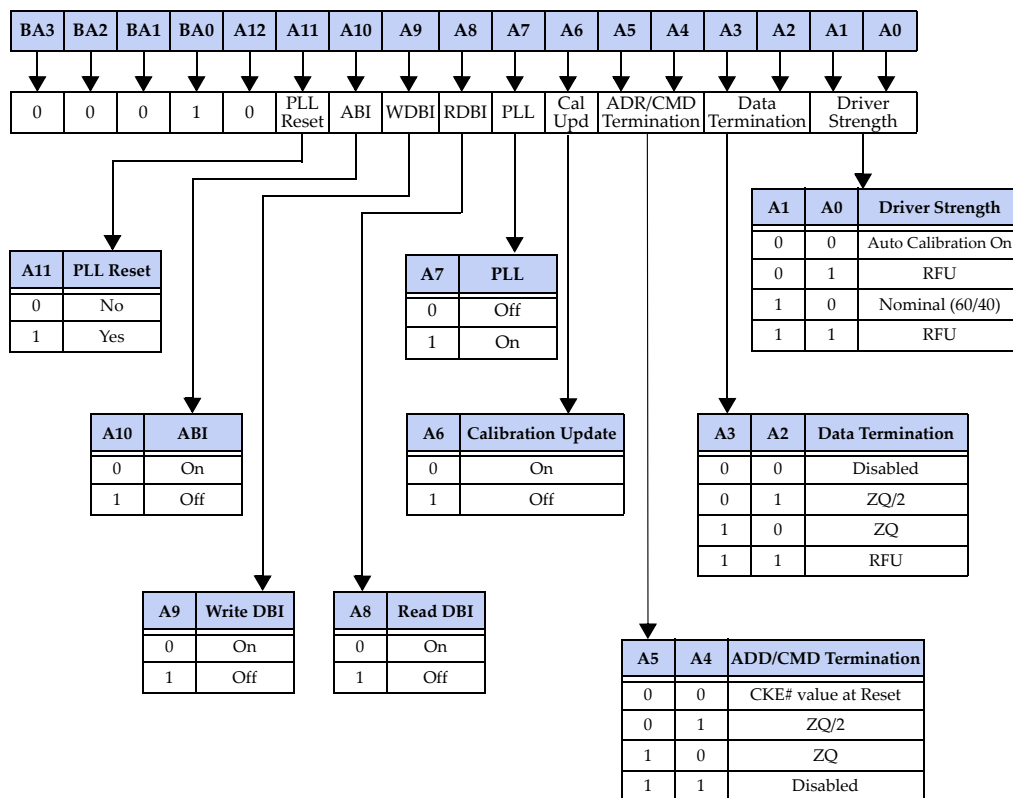 BA3 BA2 BA1 BA0 A12 A11 A10 A9 A8 A7 A6 A5 A4 A3 A2 A1 A0
0 0 0 1 0 PLL Reset ABI WDBI RDBI PLL Cal Upd ADR/CMD Termination Data Termination Driver Strength
A1 A0 Driver Strength
0 0 Auto Calibration On
0 1 RFU
1 0 Nominal (60/40)
1 1 RFU
A11 PLL Reset
0 No
1 Yes
A7 PLL
0 Off
1 On
A10 ABI
0 On
1 Off
A6 Calibration Update
0 On
1 Off
A3 A2 Data Termination
0 0 Disabled
0 1 ZQ/2
1 0 ZQ
1 1 RFU
A9 Write DBI
0 On
1 Off
A8 Read DBI
0 On
1 Off
A5 A4 ADD/CMD Termination
0 0 CKE# value at Reset
0 1 ZQ/2
1 0 ZQ
1 1 Disabled